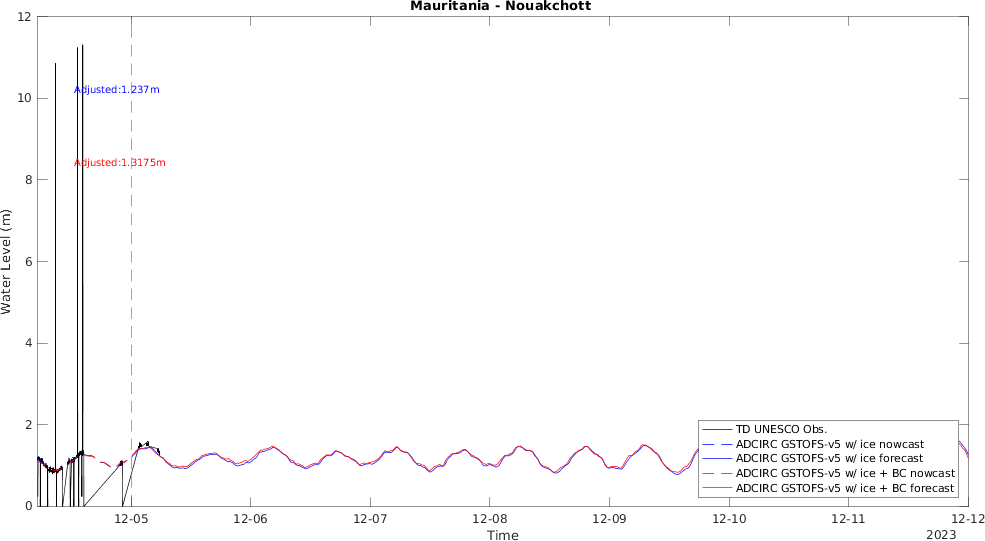 Mauritania - Nouakchott
12
10
8
6
4
2
0
Water Level (m)
Adjusted:1.237m
Adjusted:1.3175m
TD UNESCO Obs.
ADCIRC GSTOFS-v5 w/ ice nowcast
ADCIRC GSTOFS-v5 w/ ice forecast
ADCIRC GSTOFS-v5 w/ ice + BC nowcast
ADCIRC GSTOFS-v5 w/ ice + BC forecast
12-05 12-06 12-07 12-08 12-09 12-10 12-11 12-12
Time
2023